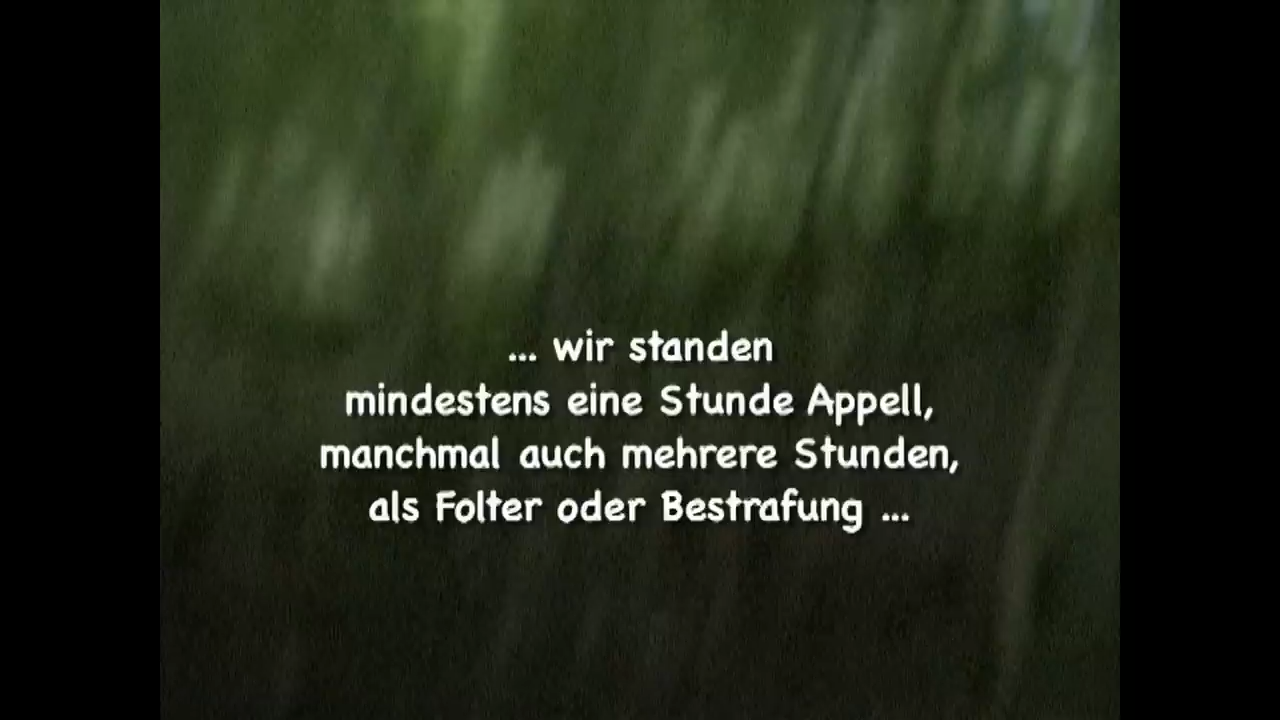 ... wir standen
mindestens eine Stunde Appell,
manchmal auch mehrere Stunden,
als Folter oder Bestrafung ...